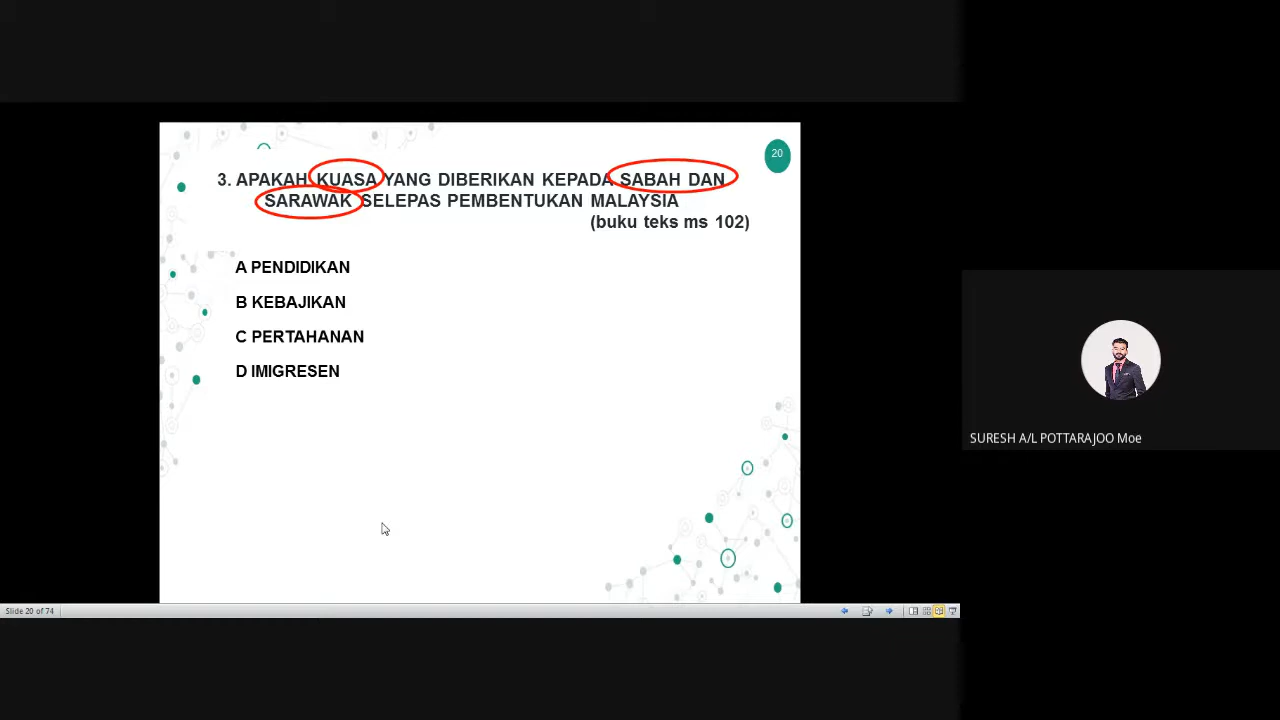 20
3. APAKAH KUASA YANG DIBERIKAN KEPADA SABAH DAN
SARAWAK SELEPAS PEMBENTUKAN MALAYSIA
(buku teks ms 102)
A PENDIDIKAN
B KEBAJIKAN
C PERTAHANAN
D IMIGRESEN
SURESH A/L POTTARAJOO Moe
Slide 20 of 74